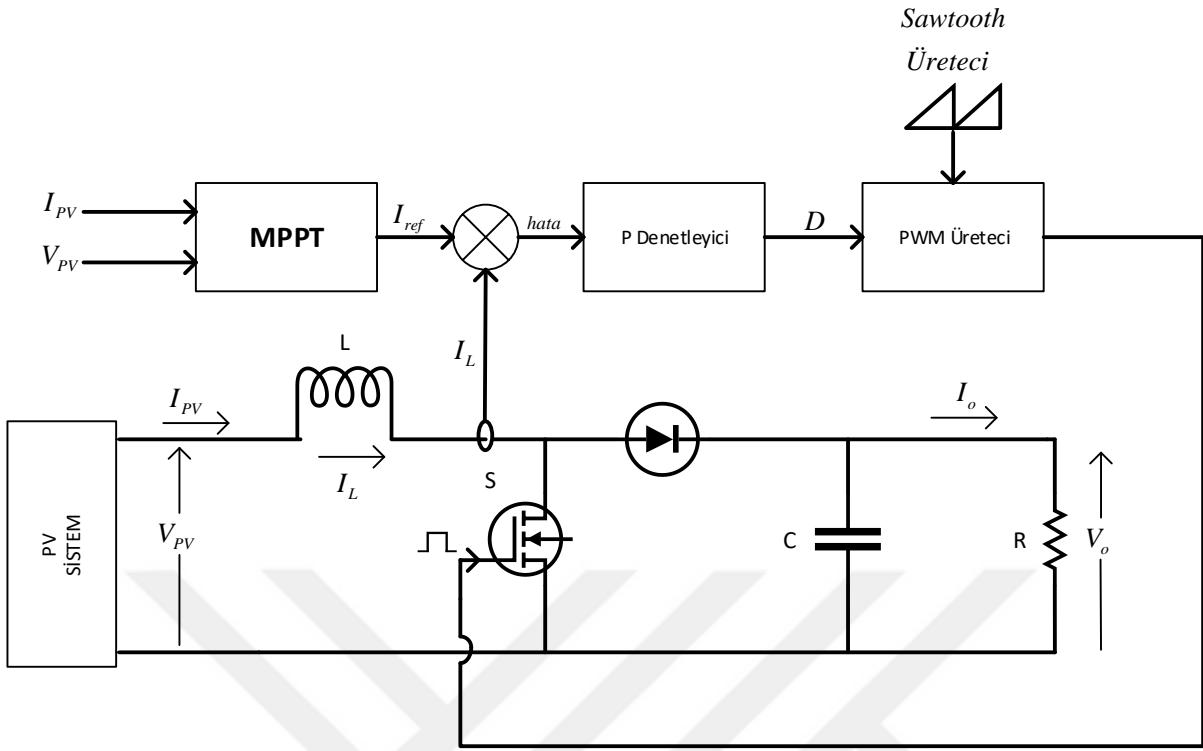 Sawtooth
Üreteci
I_PV
V_PV
MPPT
I_ref
hata
P Denetleyici
D
PWM Üreteci
I_L
L
I_PV
I_L
S
I_o
PV
SİSTEM
V_PV
C
R
V_o